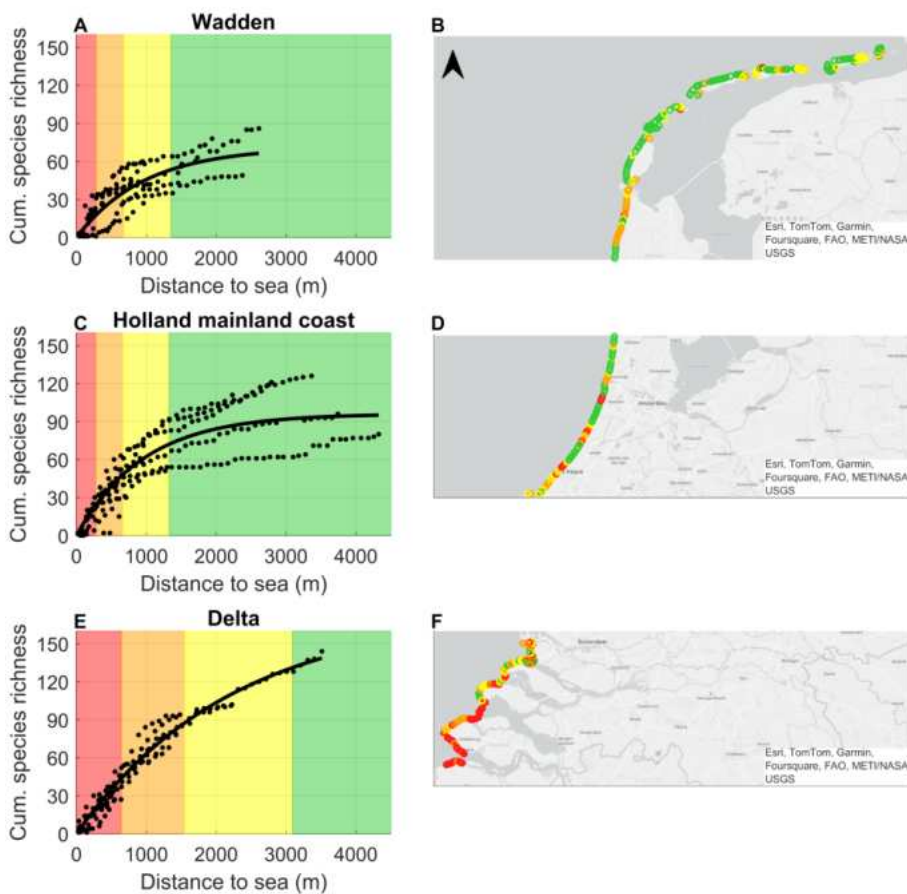 A Wadden B
Cum. species richness
150
120
90
60
30
0
0 1000 2000 3000 4000
Distance to sea (m)
Esri, TomTom, Garmin,
Foursquare, FAO, METI/NASA
USGS
C Holland mainland coast D
Cum. species richness
150
120
90
60
30
0
0 1000 2000 3000 4000
Distance to sea (m)
Esri, TomTom, Garmin,
Foursquare, FAO, METI/NASA
USGS
E Delta F
Cum. species richness
150
120
90
60
30
0
0 1000 2000 3000 4000
Distance to sea (m)
Esri, TomTom, Garmin,
Foursquare, FAO, METI/NASA
USGS